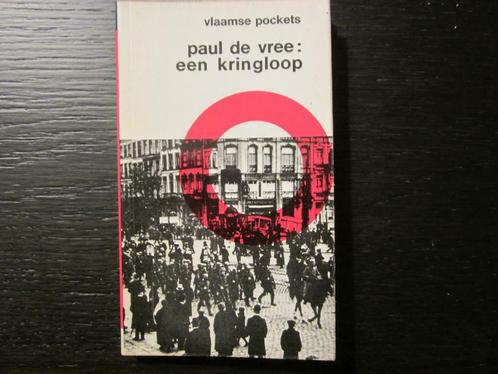 vlaamse pockets
paul de vree:
een kringloop